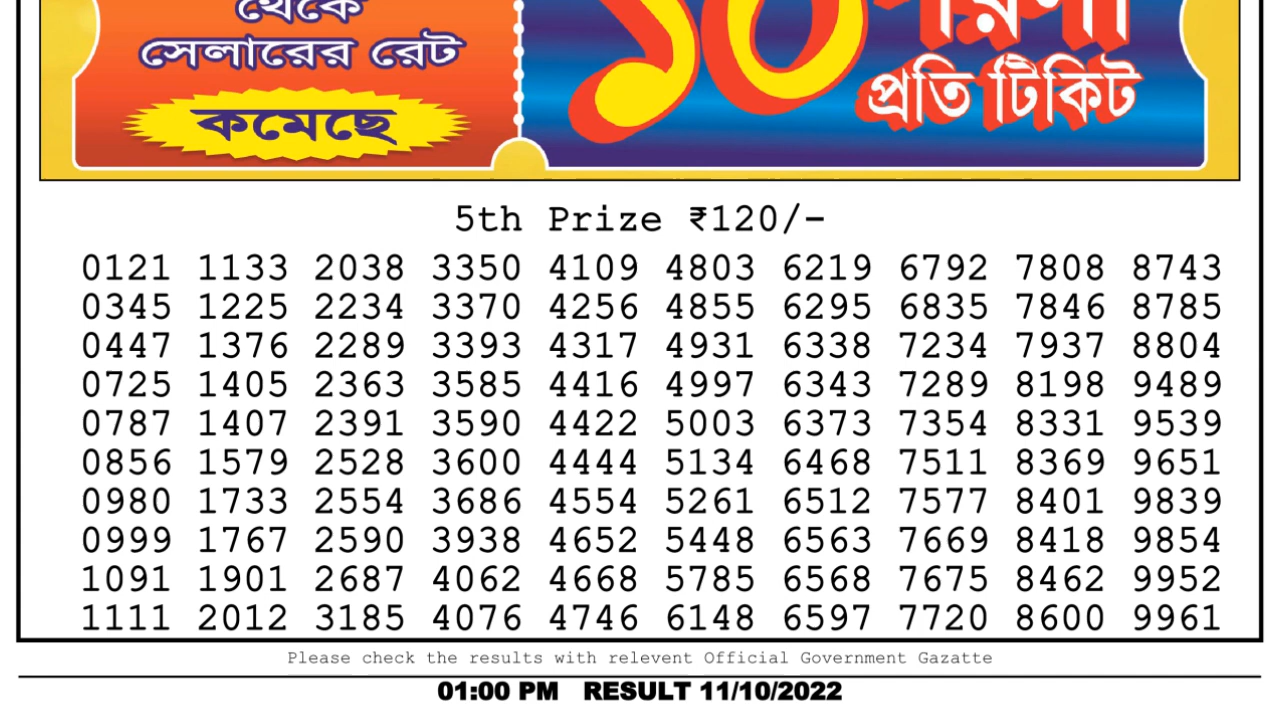 থেকে
সেলারের রেট
কমেছে
১০ পয়সা
প্রতি টিকিট
5th Prize ₹120/-
0121 1133 2038 3350 4109 4803 6219 6792 7808 8743
0345 1225 2234 3370 4256 4855 6295 6835 7846 8785
0447 1376 2289 3393 4317 4931 6338 7234 7937 8804
0725 1405 2363 3585 4416 4997 6343 7289 8198 9489
0787 1407 2391 3590 4422 5003 6373 7354 8331 9539
0856 1579 2528 3600 4444 5134 6468 7511 8369 9651
0980 1733 2554 3686 4554 5261 6512 7577 8401 9839
0999 1767 2590 3938 4652 5448 6563 7669 8418 9854
1091 1901 2687 4062 4668 5785 6568 7675 8462 9952
1111 2012 3185 4076 4746 6148 6597 7720 8600 9961
Please check the results with relevent Official Government Gazatte
01:00 PM RESULT 11/10/2022